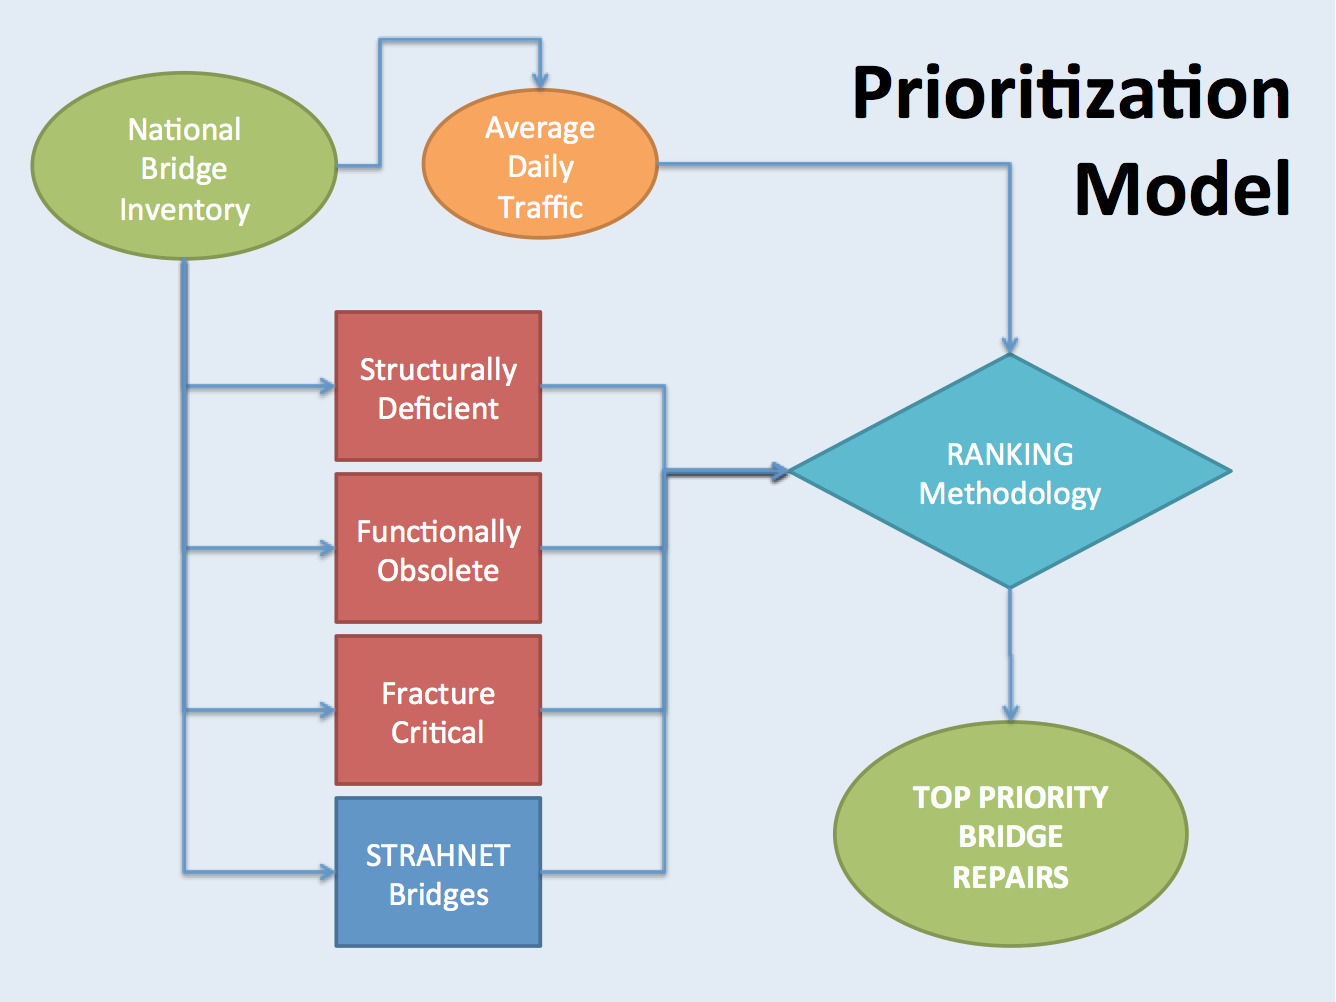 Prioritization
Model
National
Bridge
Inventory
Average
Daily
Traffic
Structurally
Deficient
Functionally
Obsolete
Fracture
Critical
STRAHNET
Bridges
RANKING
Methodology
TOP PRIORITY
BRIDGE
REPAIRS